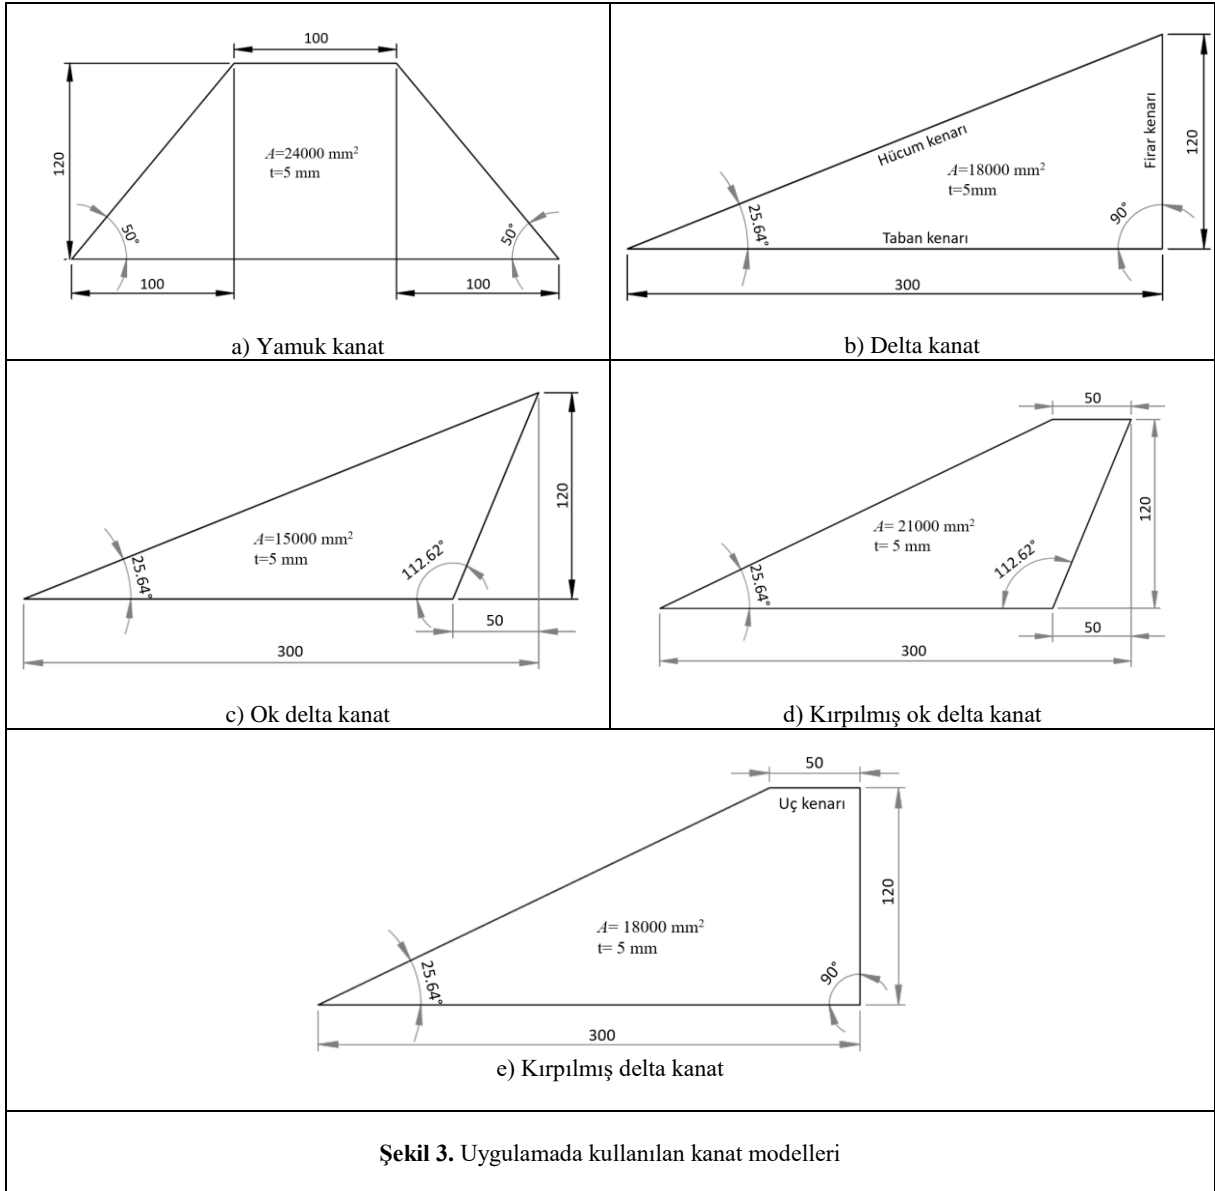 100
120
A=24000 mm²
t=5 mm
50°
50°
100
100
a) Yamuk kanat
Hücum kenarı
Firar kenarı
120
A=18000 mm²
t=5mm
25.64°
90°
Taban kenarı
300
b) Delta kanat
120
A=15000 mm²
t=5 mm
25.64°
112.62°
50
300
c) Ok delta kanat
50
120
A= 21000 mm²
t= 5 mm
25.64°
112.62°
50
300
d) Kırpılmış ok delta kanat
50
Uç kenarı
120
A= 18000 mm²
t= 5 mm
25.64°
90°
300
e) Kırpılmış delta kanat
Şekil 3. Uygulamada kullanılan kanat modelleri